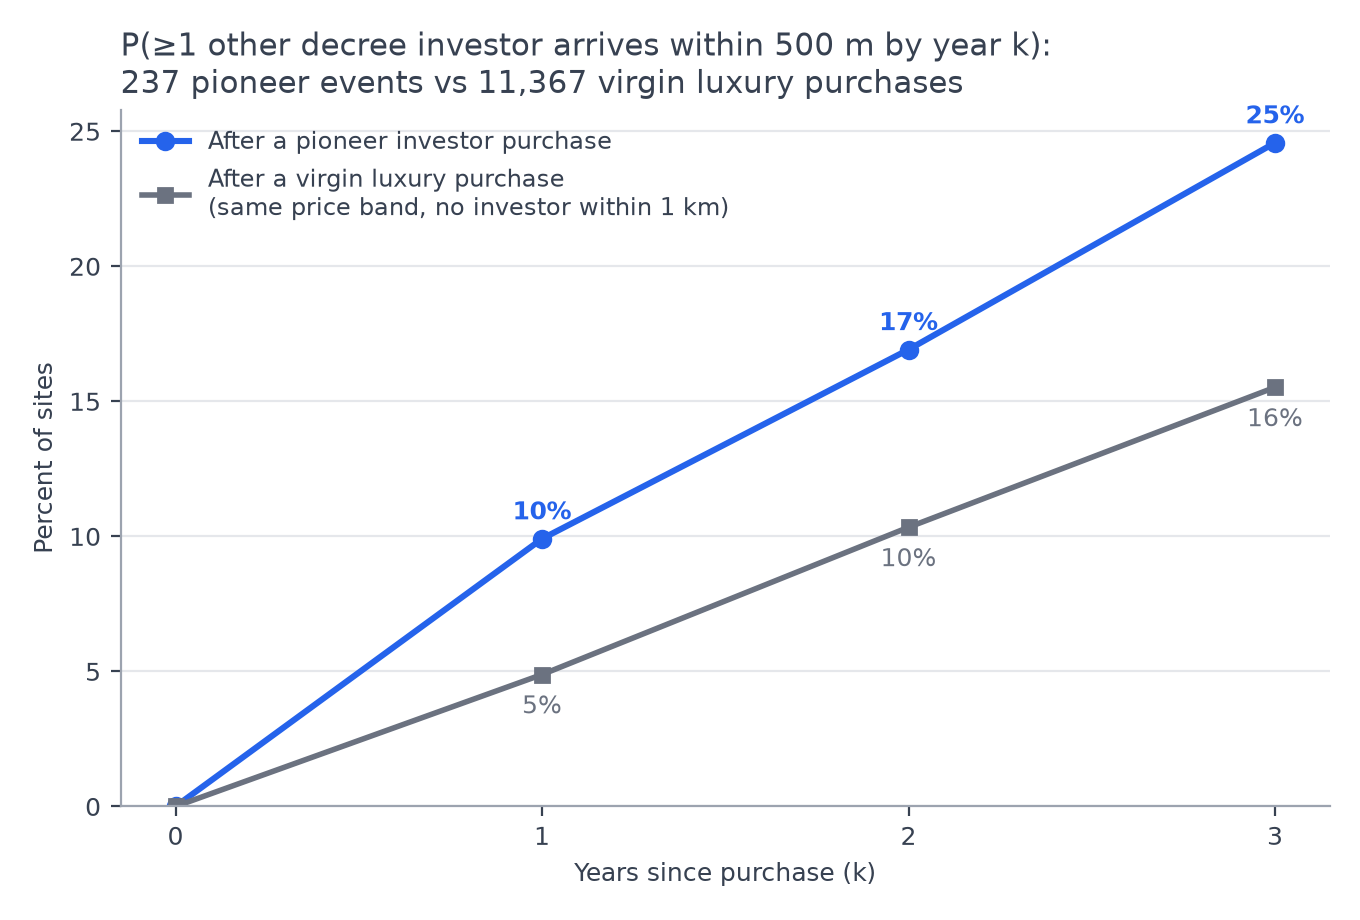 P(≥1 other decree investor arrives within 500 m by year k):
237 pioneer events vs 11,367 virgin luxury purchases
After a pioneer investor purchase
After a virgin luxury purchase
(same price band, no investor within 1 km)
25
20
15
10
5
0
Percent of sites
25%
17%
16%
10%
10%
5%
0
1
2
3
Years since purchase (k)